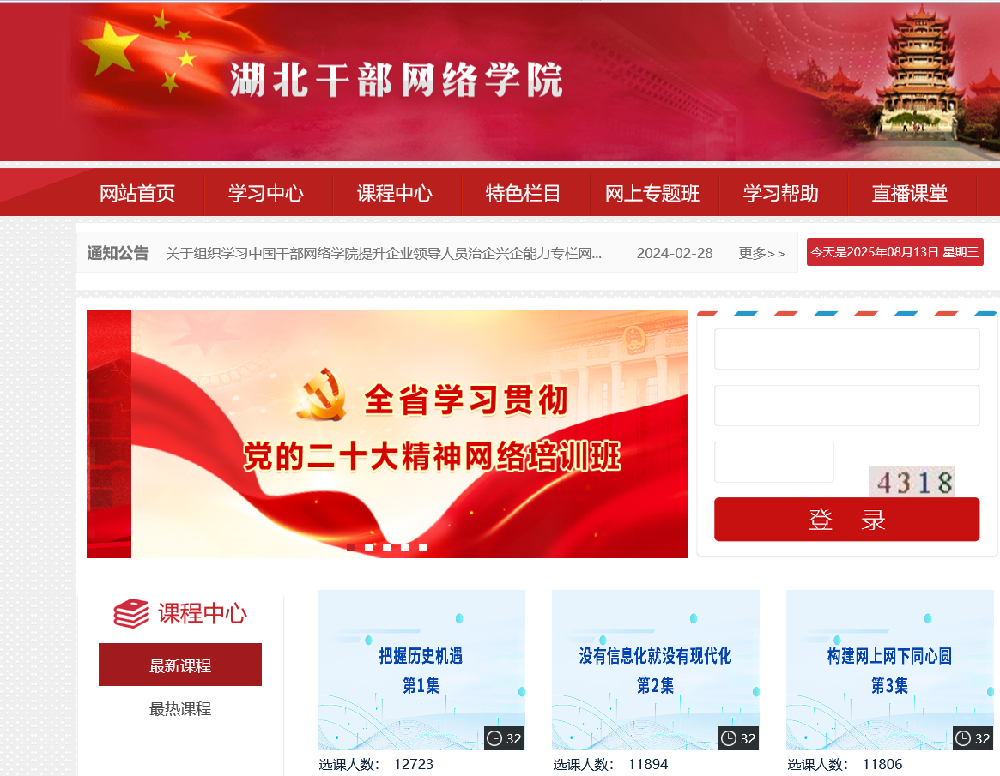 湖北干部网络学院
网站首页 学习中心 课程中心 特色栏目 网上专题班 学习帮助 直播课堂
通知公告 关于组织学习中国干部网络学院提升企业领导人员治企兴企能力专栏网... 2024-02-28 更多>> 今天是2025年08月13日 星期三
全省学习贯彻
党的二十大精神网络培训班
4318
登 录
课程中心
最新课程
最热课程
把握历史机遇
第1集
32
选课人数： 12723
没有信息化就没有现代化
第2集
32
选课人数： 11894
构建网上网下同心圆
第3集
32
选课人数： 11806